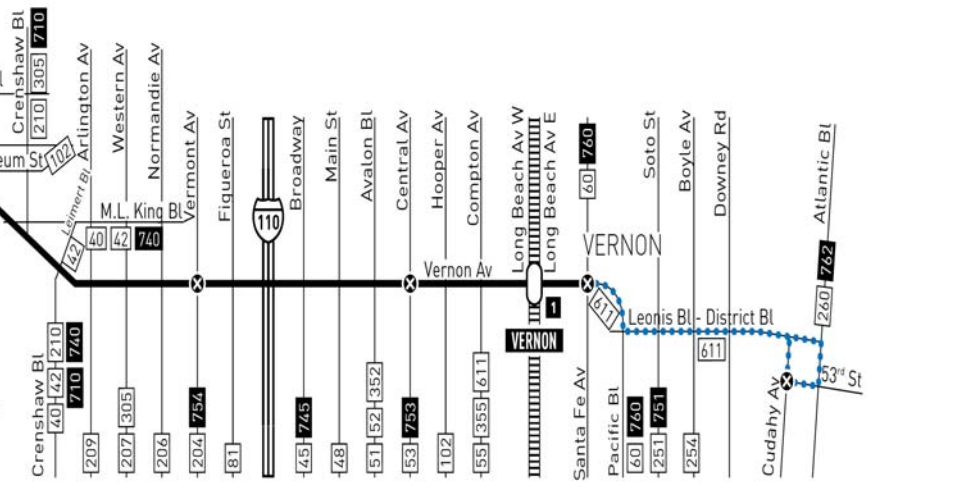 Crenshaw Bl
210 305 710
Arlington Av
Western Av
Normandie Av
Vermont Av
Figueroa St
110
Broadway
Main St
Avalon Bl
Central Av
Hooper Av
Compton Av
Long Beach Av W
Long Beach Av E
60 760
Soto St
Boyle Av
Downey Rd
Atlantic Bl
260 762
eum St 102
Leimert Bl
42
M.L. King Bl
40 42 740
Vernon Av
VERNON
1
VERNON
611
Leonis Bl - District Bl
611
53rd St
Cudahy Av
Crenshaw Bl
40 42 210
710 740
209
207 305
206
204 754
81
45 745
48
51 52 352
53 753
102
55 355 611
Santa Fe Av
Pacific Bl
60 760
251 751
254